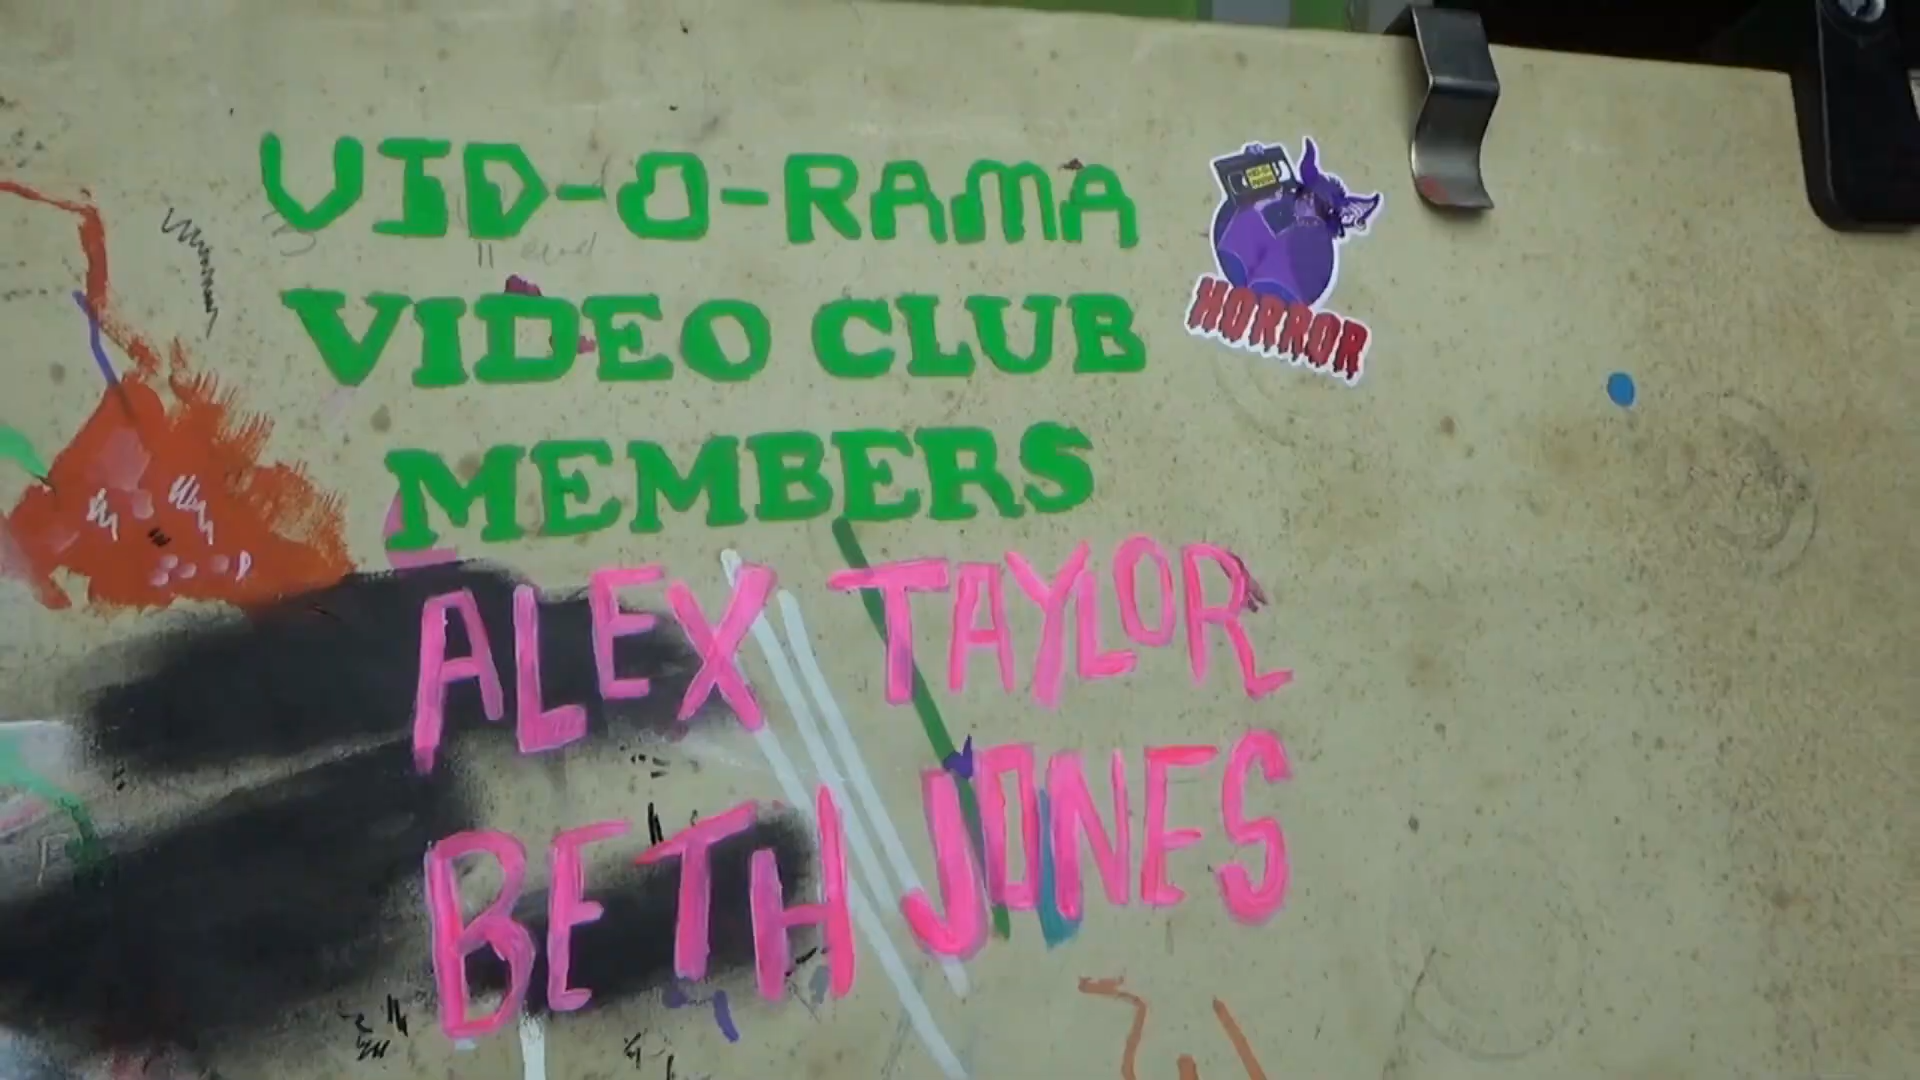 VID-O-RAMA
VIDEO CLUB
MEMBERS
HORROR
ALEX TAYLOR
BETH JONES